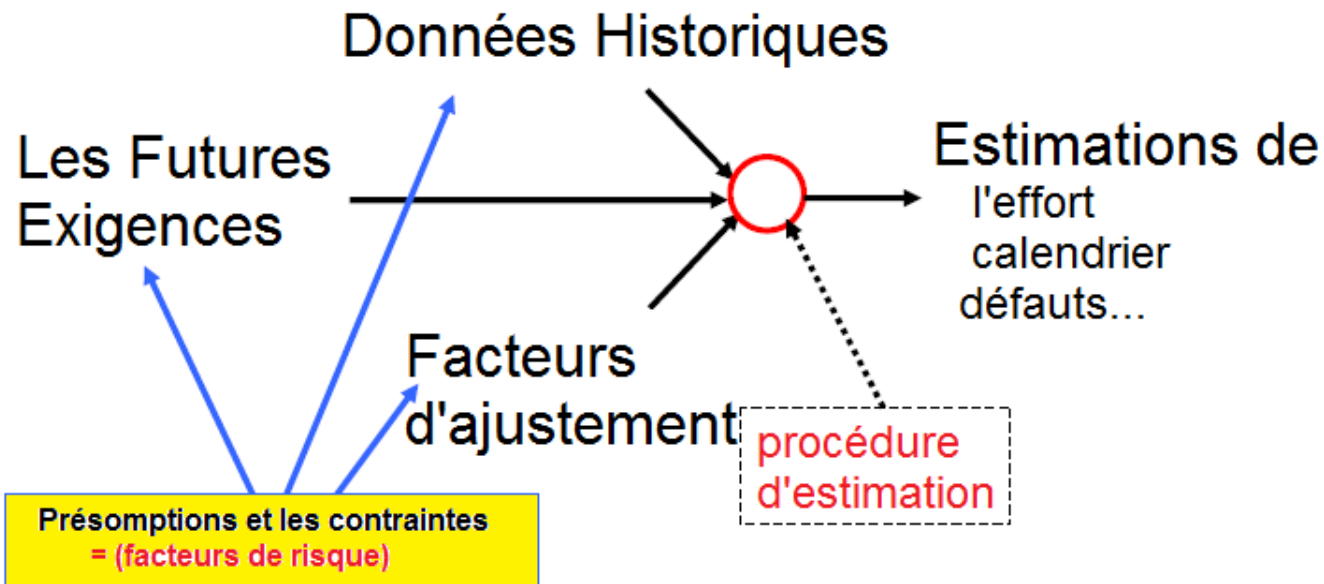 Données Historiques
Les Futures
Exigences
Estimations de
l'effort
calendrier
défauts...
Facteurs
d'ajustement
procédure
d'estimation
Présomptions et les contraintes
= (facteurs de risque)